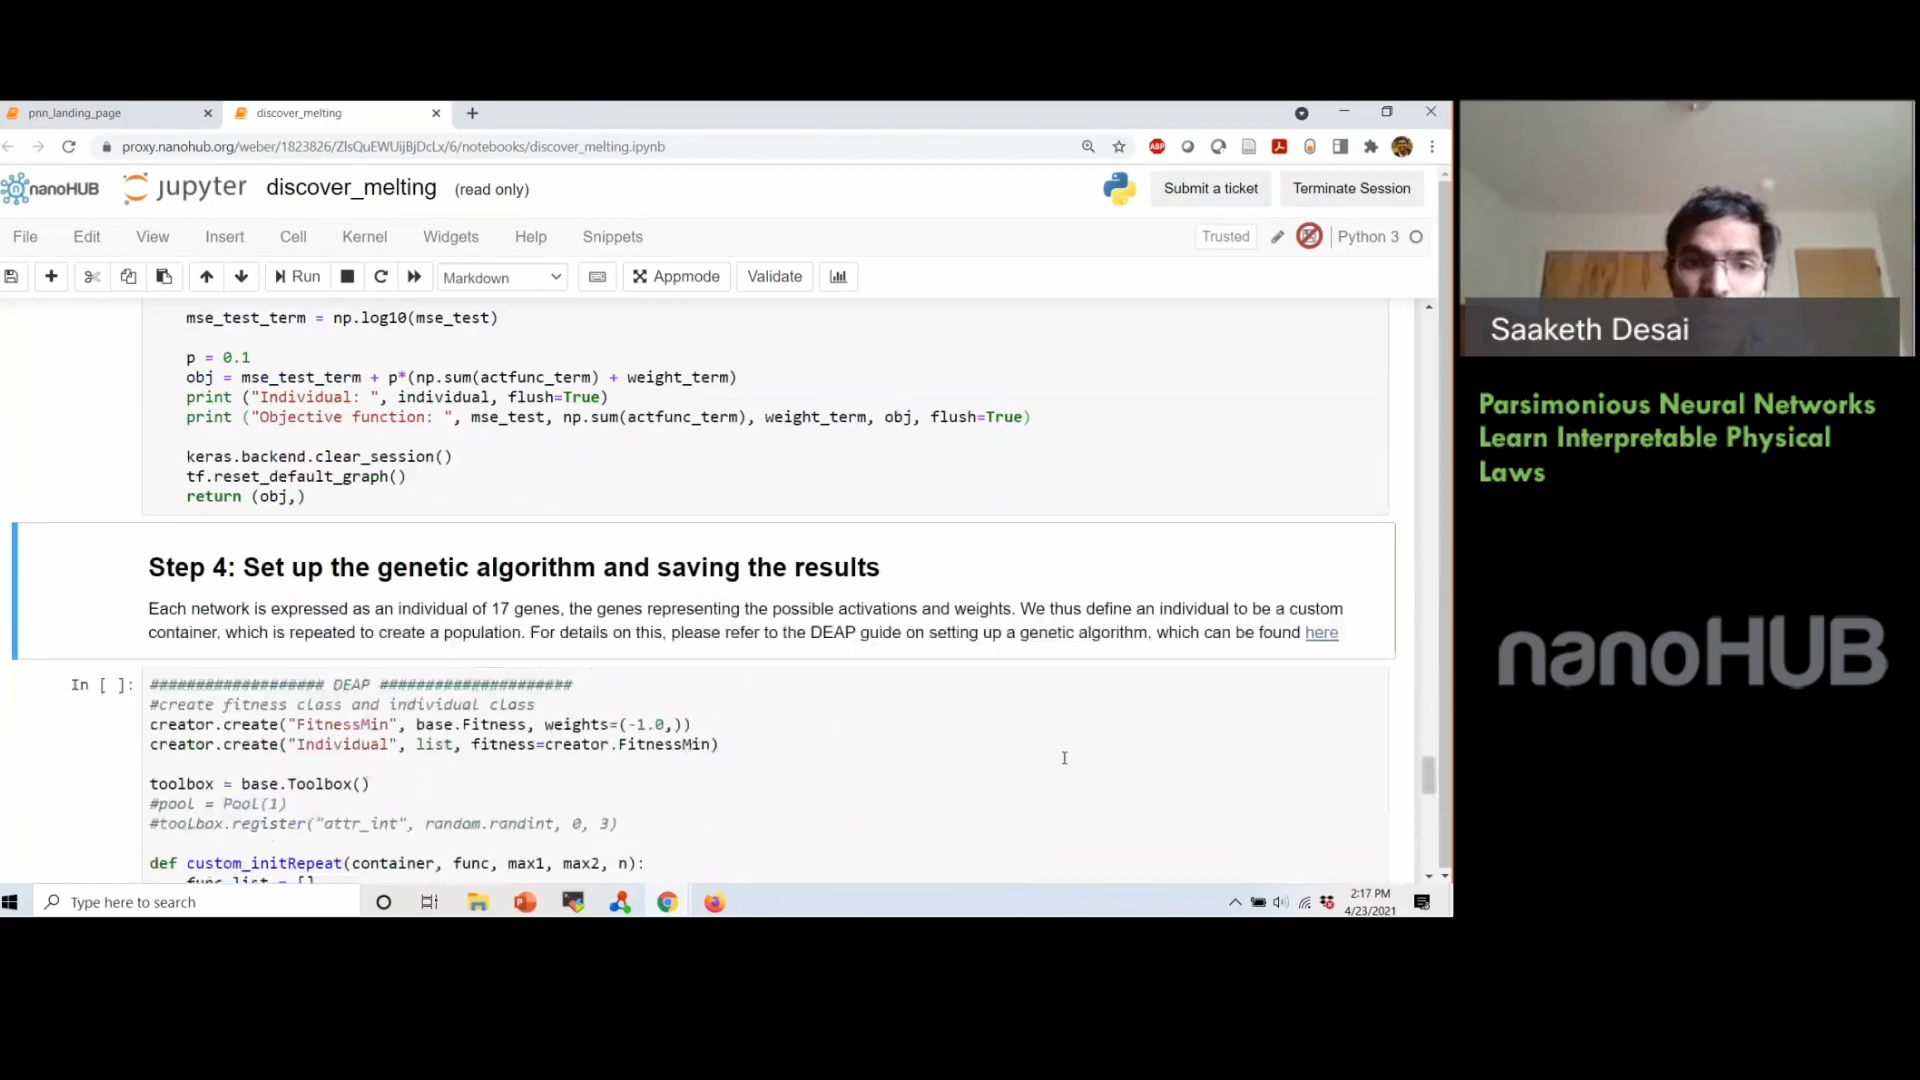 pnn_landing_page
discover_melting
proxy.nanohub.org/weber/1823826/ZlsQuEWUijBjDcLx/6/notebooks/discover_melting.ipynb
ABP
nanoHUB
jupyter
discover_melting (read only)
Submit a ticket
Terminate Session
File Edit View Insert Cell Kernel Widgets Help Snippets
Trusted
Python 3
Run
Markdown
Appmode
Validate
mse_test_term = np.log10(mse_test)
p = 0.1
obj = mse_test_term + p*(np.sum(actfunc_term) + weight_term)
print ("Individual: ", individual, flush=True)
print ("Objective function: ", mse_test, np.sum(actfunc_term), weight_term, obj, flush=True)
keras.backend.clear_session()
tf.reset_default_graph()
return (obj,)
Step 4: Set up the genetic algorithm and saving the results
Each network is expressed as an individual of 17 genes, the genes representing the possible activations and weights. We thus define an individual to be a custom
container, which is repeated to create a population. For details on this, please refer to the DEAP guide on setting up a genetic algorithm, which can be found here
In [ ]:
################### DEAP #####################
#create fitness class and individual class
creator.create("FitnessMin", base.Fitness, weights=(-1.0,))
creator.create("Individual", list, fitness=creator.FitnessMin)
toolbox = base.Toolbox()
#pool = Pool(1)
#toolbox.register("attr_int", random.randint, 0, 3)
def custom_initRepeat(container, func, max1, max2, n):
func_list = []
Type here to search
2:17 PM
4/23/2021
Saaketh Desai
Parsimonious Neural Networks
Learn Interpretable Physical
Laws
nanoHUB